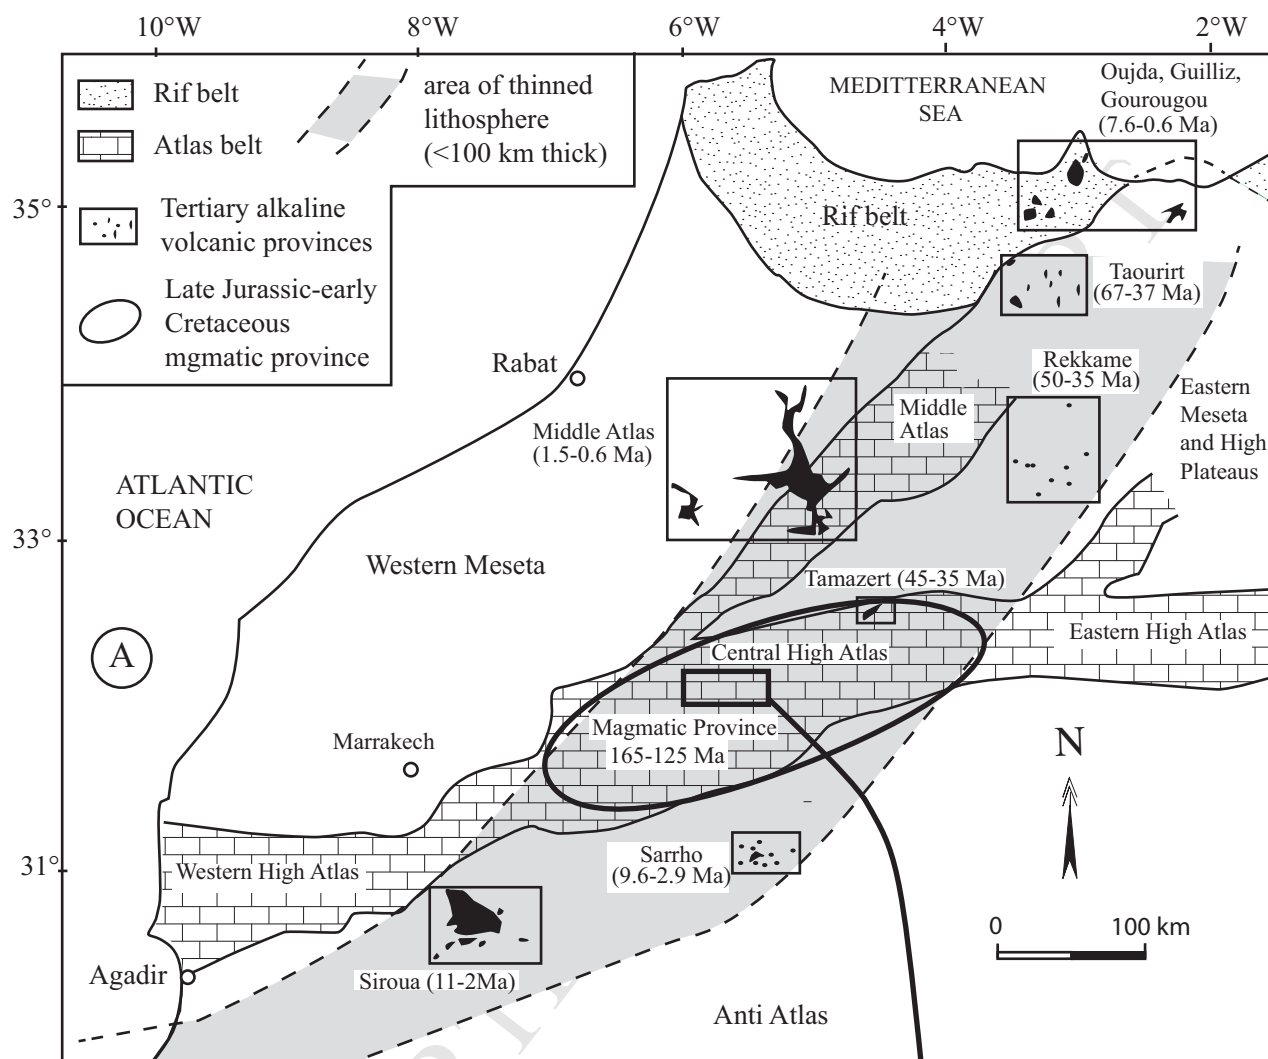 10°W 8°W 6°W 4°W 2°W
Rif belt
Atlas belt
Tertiary alkaline
volcanic provinces
Late Jurassic-early
Cretaceous
mgmatic province
area of thinned
lithosphere
(<100 km thick)
MEDITTERRANEAN
SEA
Oujda, Guilliz,
Gourougou
(7.6-0.6 Ma)
35°
Rif belt
Taourirt
(67-37 Ma)
Rabat
Rekkame
(50-35 Ma)
Eastern
Meseta
and High
Plateaus
Middle
Atlas
Middle Atlas
(1.5-0.6 Ma)
ATLANTIC
OCEAN
33°
Western Meseta
Tamazert (45-35 Ma)
A
Eastern High Atlas
Central High Atlas
Magmatic Province
165-125 Ma
Marrakech
N
31°
Western High Atlas
Sarrho
(9.6-2.9 Ma)
0 100 km
Agadir
Siroua (11-2Ma)
Anti Atlas